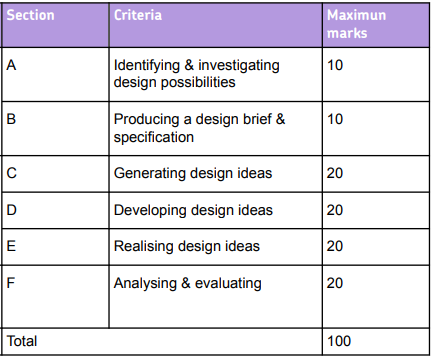 Section Criteria Maximun
marks
A Identifying & investigating 10
design possibilities
B Producing a design brief & 10
specification
C Generating design ideas 20
D Developing design ideas 20
E Realising design ideas 20
F Analysing & evaluating 20
Total 100